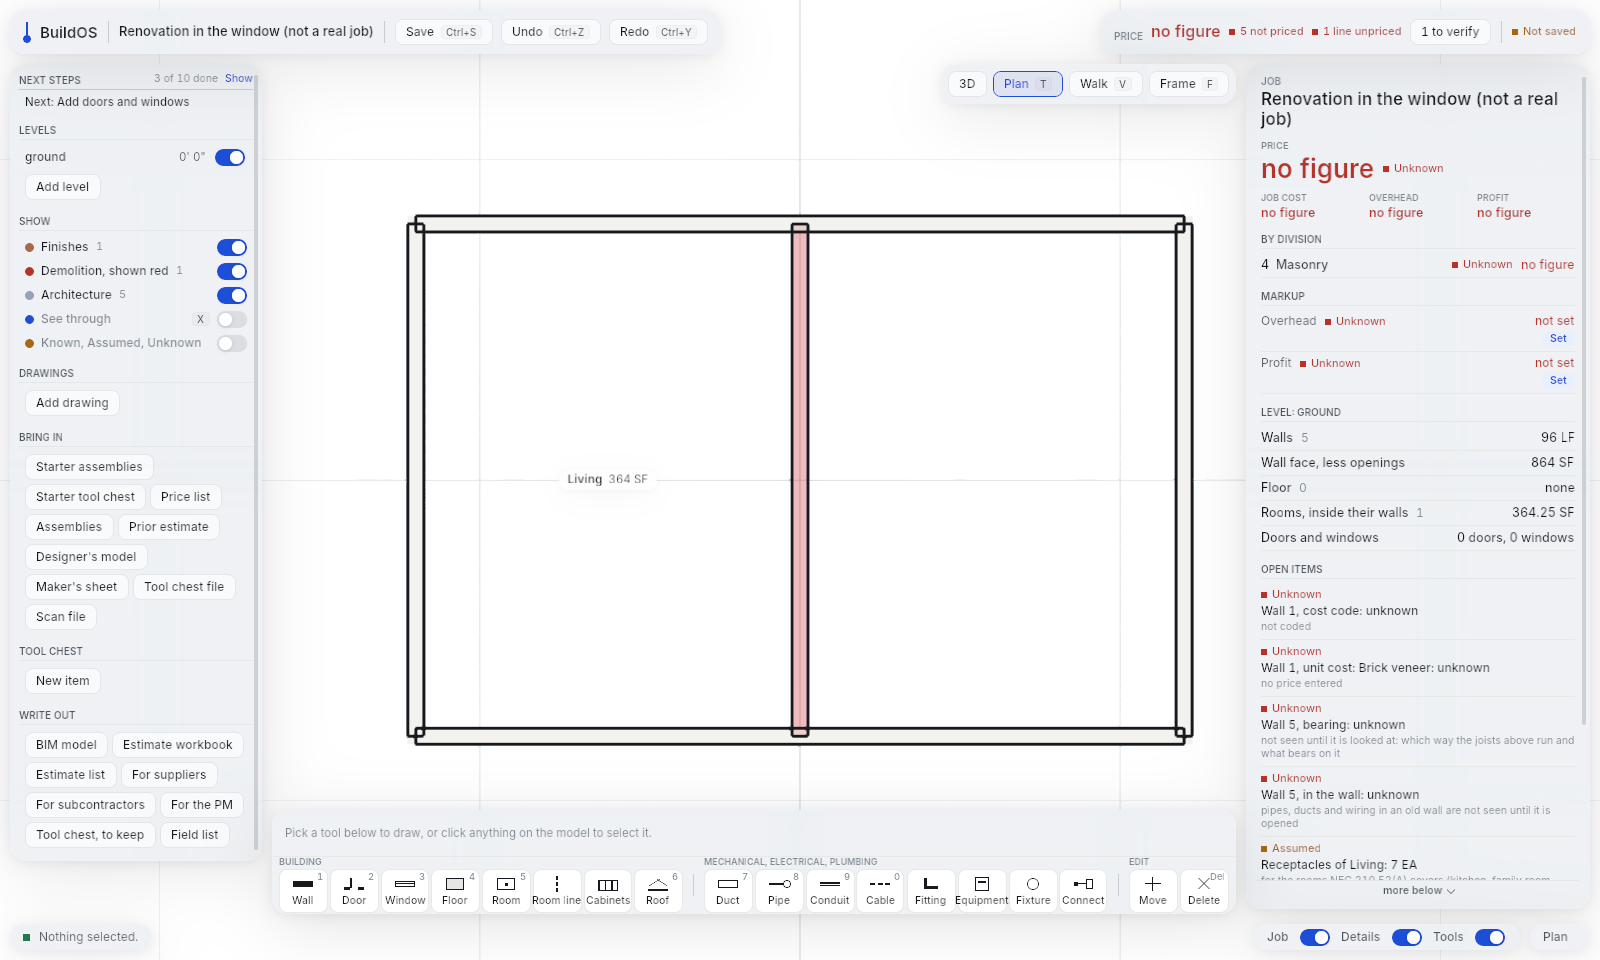 BuildOS
Renovation in the window (not a real job)
Save Ctrl+S
Undo Ctrl+Z
Redo Ctrl+Y
PRICE no figure 5 not priced 1 line unpriced 1 to verify Not saved
3D
Plan T
Walk V
Frame F
NEXT STEPS 3 of 10 done Show
Next: Add doors and windows
LEVELS
ground 0' 0"
Add level
SHOW
Finishes 1
Demolition, shown red 1
Architecture 5
See through X
Known, Assumed, Unknown
DRAWINGS
Add drawing
BRING IN
Starter assemblies
Starter tool chest Price list
Assemblies Prior estimate
Designer's model
Maker's sheet Tool chest file
Scan file
TOOL CHEST
New item
WRITE OUT
BIM model Estimate workbook
Estimate list For suppliers
For subcontractors For the PM
Tool chest, to keep Field list
Nothing selected.
Living 364 SF
Pick a tool below to draw, or click anything on the model to select it.
BUILDING
Wall 1
Door 2
Window 3
Floor 4
Room 5
Room line
Cabinets
Roof 6
MECHANICAL, ELECTRICAL, PLUMBING
Duct 7
Pipe 8
Conduit 9
Cable 0
Fitting
Equipment
Fixture
Connect
EDIT
Move
Delete Del
JOB
Renovation in the window (not a real
job)
PRICE
no figure Unknown
JOB COST OVERHEAD PROFIT
no figure no figure no figure
BY DIVISION
4 Masonry Unknown no figure
MARKUP
Overhead Unknown not set
Set
Profit Unknown not set
Set
LEVEL: GROUND
Walls 5 96 LF
Wall face, less openings 864 SF
Floor 0 none
Rooms, inside their walls 1 364.25 SF
Doors and windows 0 doors, 0 windows
OPEN ITEMS
Unknown
Wall 1, cost code: unknown
not coded
Unknown
Wall 1, unit cost: Brick veneer: unknown
no price entered
Unknown
Wall 5, bearing: unknown
not seen until it is looked at: which way the joists above run and
what bears on it
Unknown
Wall 5, in the wall: unknown
pipes, ducts and wiring in an old wall are not seen until it is
opened
Assumed
Receptacles of Living: 7 EA
for the rooms NEC 210.52(A) covers (kitchen, family room,
more below
Job Details Tools Plan